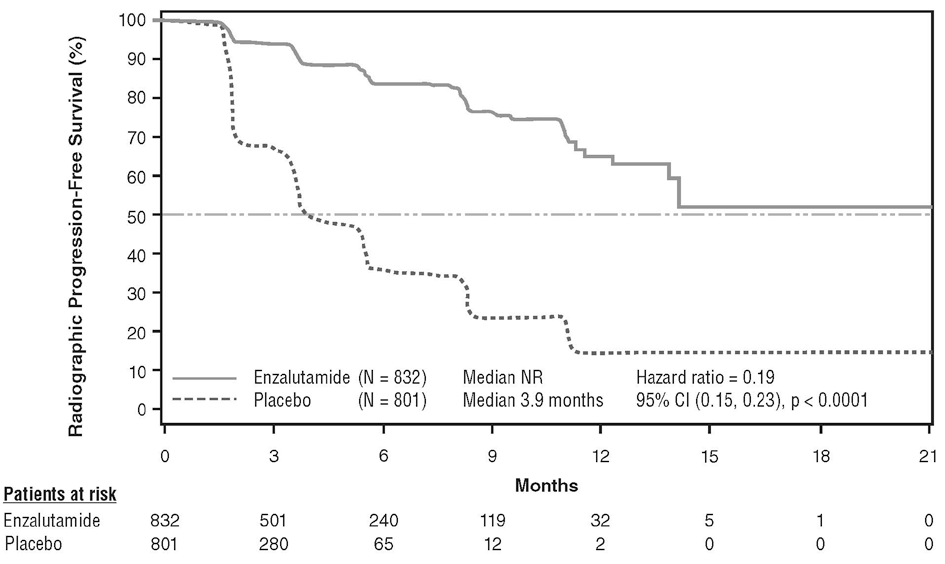 Radiographic Progression-Free Survival (%)
100
90
80
70
60
50
40
30
20
10
0
Enzalutamide (N = 832) Median NR Hazard ratio = 0.19
Placebo (N = 801) Median 3.9 months 95% CI (0.15, 0.23), p < 0.0001
0 3 6 9 12 15 18 21
Months
Patients at risk
Enzalutamide 832 501 240 119 32 5 1 0
Placebo 801 280 65 12 2 0 0 0